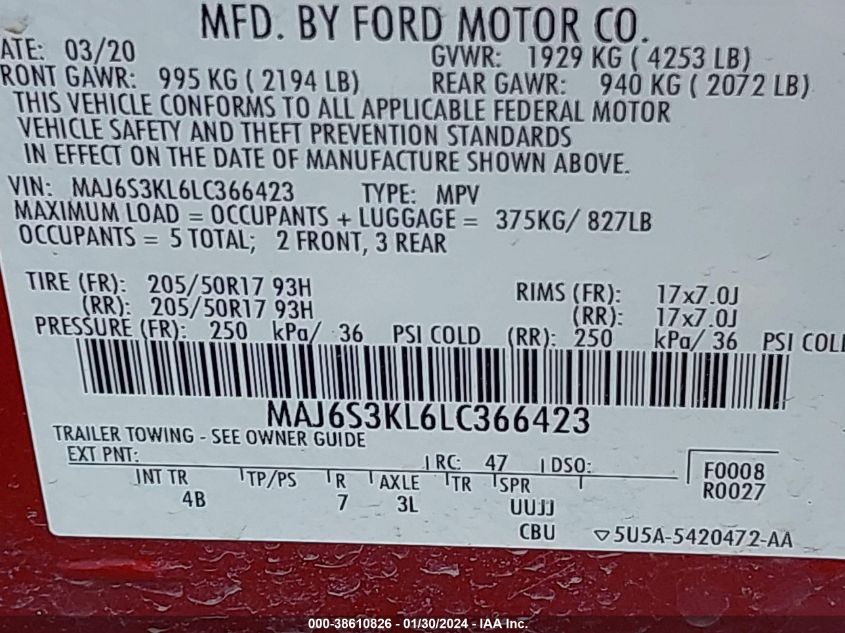 MFD. BY FORD MOTOR CO.
ATE: 03/20 GVWR: 1929 KG ( 4253 LB)
RONT GAWR: 995 KG ( 2194 LB) REAR GAWR: 940 KG ( 2072 LB)
THIS VEHICLE CONFORMS TO ALL APPLICABLE FEDERAL MOTOR
VEHICLE SAFETY AND THEFT PREVENTION STANDARDS
IN EFFECT ON THE DATE OF MANUFACTURE SHOWN ABOVE.
VIN: MAJ6S3KL6LC366423 TYPE: MPV
MAXIMUM LOAD = OCCUPANTS + LUGGAGE = 375KG/ 827LB
OCCUPANTS = 5 TOTAL; 2 FRONT, 3 REAR
TIRE (FR): 205/50R17 93H RIMS (FR): 17x7.0J
(RR): 205/50R17 93H (RR): 17x7.0J
PRESSURE (FR): 250 kPa/ 36 PSI COLD (RR): 250 kPa/ 36 PSI COLD
MAJ6S3KL6LC366423
TRAILER TOWING - SEE OWNER GUIDE
EXT PNT: RC: 47 DSO: F0008
INT TR TP/PS R AXLE TR SPR R0027
4B 7 3L UUJJ
CBU 5U5A-5420472-AA
000-38610826 - 01/30/2024 - IAA Inc.